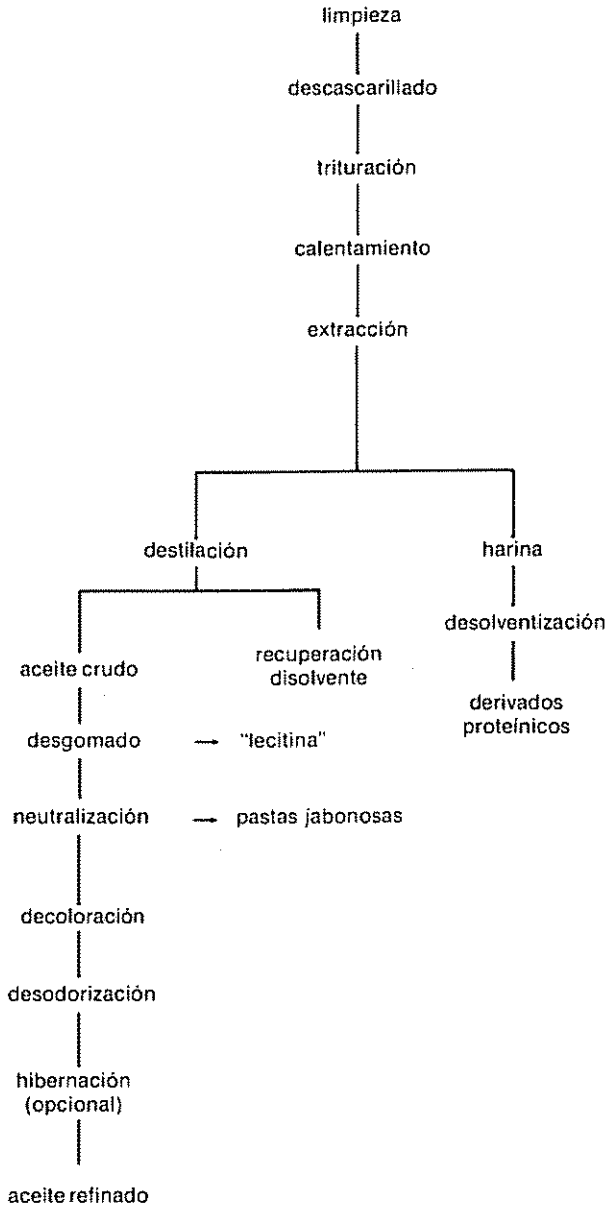 limpieza
descascarillado
trituración
calentamiento
extracción
destilación
harina
desolventización
derivados
proteínicos
recuperación
disolvente
aceite crudo
desgomado → "lecitina"
neutralización → pastas jabonosas
decoloración
desodorización
hibernación
(opcional)
aceite refinado